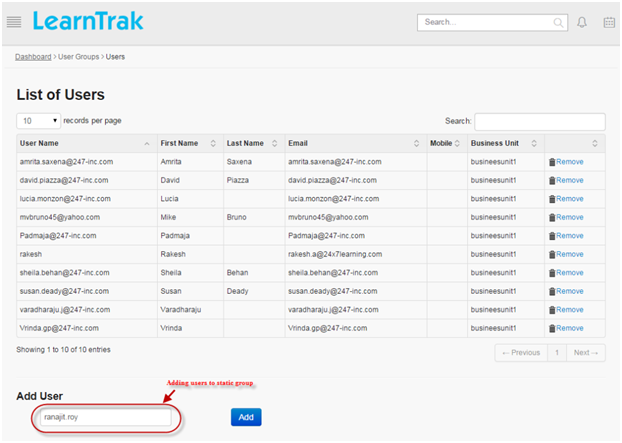 LearnTrak
Search...
Dashboard > User Groups > Users
List of Users
10 records per page Search:
User Name First Name Last Name Email Mobile Business Unit
amrita.saxena@247-inc.com Amrita Saxena amrita.saxena@247-inc.com busineesunit1 Remove
david.piazza@247-inc.com David Piazza david.piazza@247-inc.com busineesunit1 Remove
lucia.monzon@247-inc.com Lucia lucia.monzon@247-inc.com busineesunit1 Remove
mvbruno45@yahoo.com Mike Bruno mvbruno45@yahoo.com busineesunit1 Remove
Padmaja@247-inc.com Padmaja Padmaja@247-inc.com busineesunit1 Remove
rakesh Rakesh rakesh.a@24x7learning.com busineesunit1 Remove
sheila.behan@247-inc.com Sheila Behan sheila.behan@247-inc.com busineesunit1 Remove
susan.deady@247-inc.com Susan Deady susan.deady@247-inc.com busineesunit1 Remove
varadharaju.j@247-inc.com Varadharaju varadharaju.j@247-inc.com busineesunit1 Remove
Vrinda.gp@247-inc.com Vrinda Vrinda.gp@247-inc.com busineesunit1 Remove
Showing 1 to 10 of 10 entries ← Previous 1 Next →
Adding users to static group
Add User
ranajit.roy Add